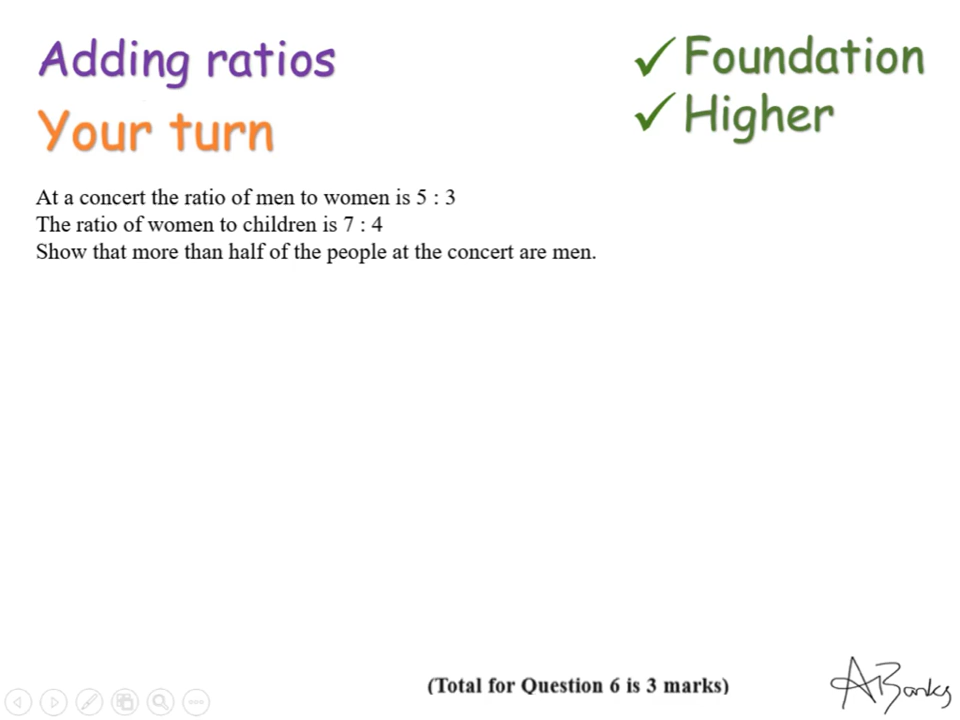 Adding ratios
Your turn
✓ Foundation
✓ Higher
At a concert the ratio of men to women is 5 : 3
The ratio of women to children is 7 : 4
Show that more than half of the people at the concert are men.
(Total for Question 6 is 3 marks)
ABanks